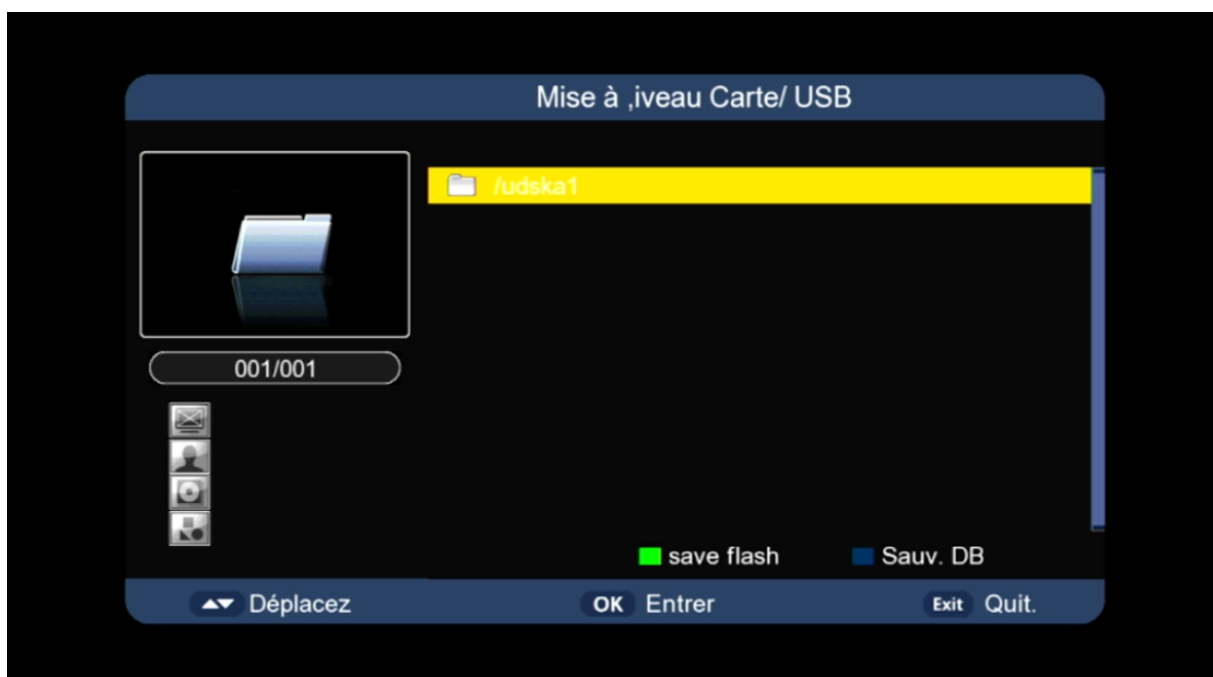 Mise à ,iveau Carte/ USB
/udska1
001/001
save flash
Sauv. DB
Déplacez
OK Entrer
Exit Quit.